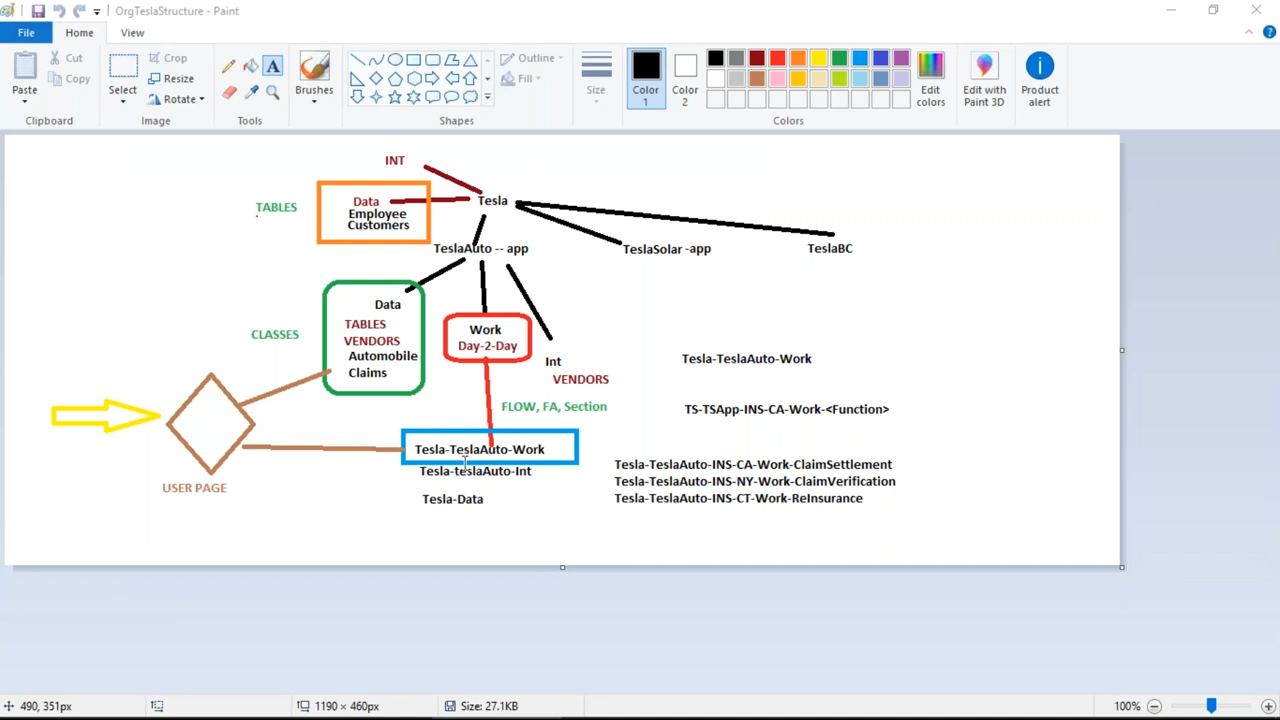 OrgTeslaStructure - Paint
File
Home
View
Paste
Cut
Copy
Clipboard
Select
Crop
Resize
Rotate
Image
Tools
Brushes
Shapes
Outline
Fill
Size
Color 1
Color 2
Colors
Edit colors
Edit with Paint 3D
Product alert
INT
TABLES
Data
Employee
Customers
Tesla
TeslaAuto -- app
TeslaSolar -app
TeslaBC
CLASSES
Data
TABLES
VENDORS
Automobile
Claims
Work
Day-2-Day
Int
VENDORS
Tesla-TeslaAuto-Work
FLOW, FA, Section
TS-TSApp-INS-CA-Work-<Function>
Tesla-TeslaAuto-Work
Tesla-teslaAuto-Int
Tesla-Data
Tesla-TeslaAuto-INS-CA-Work-ClaimSettlement
Tesla-TeslaAuto-INS-NY-Work-ClaimVerification
Tesla-TeslaAuto-INS-CT-Work-ReInsurance
USER PAGE
490, 351px
1190 × 460px
Size: 27.1KB
100%